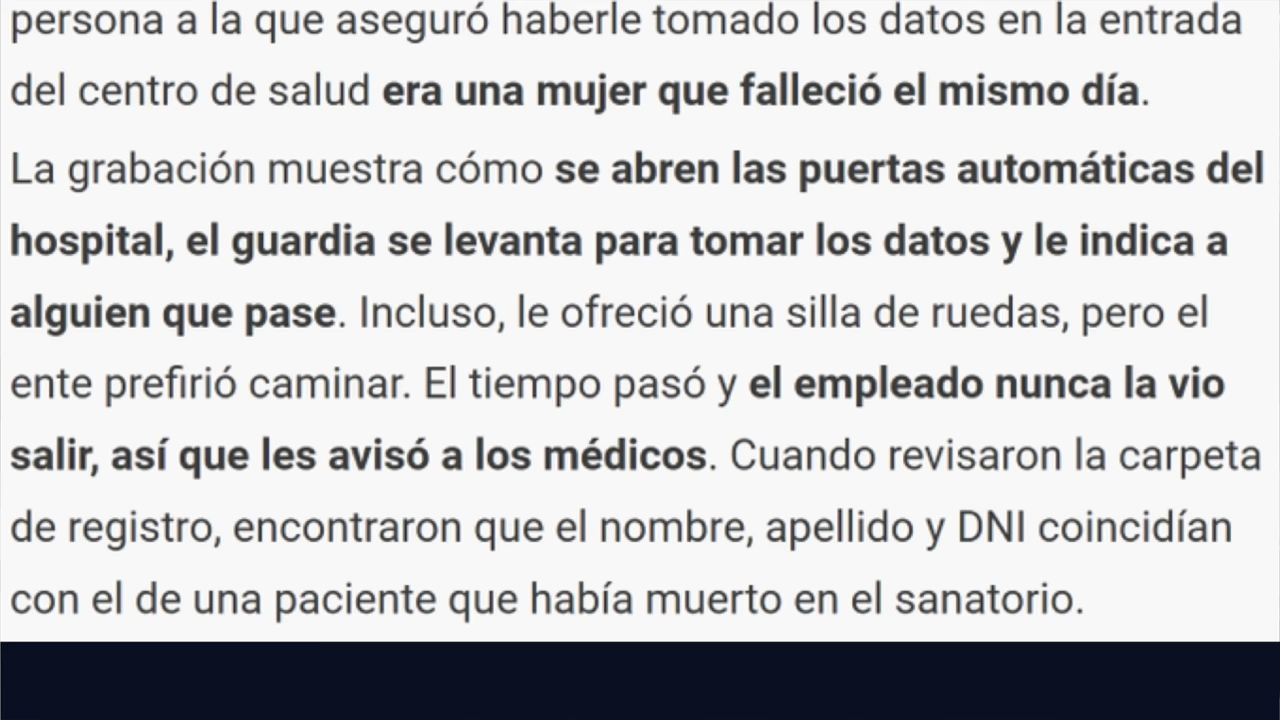 persona a la que aseguró haberle tomado los datos en la entrada
del centro de salud era una mujer que falleció el mismo día.
La grabación muestra cómo se abren las puertas automáticas del
hospital, el guardia se levanta para tomar los datos y le indica a
alguien que pase. Incluso, le ofreció una silla de ruedas, pero el
ente prefirió caminar. El tiempo pasó y el empleado nunca la vio
salir, así que les avisó a los médicos. Cuando revisaron la carpeta
de registro, encontraron que el nombre, apellido y DNI coincidían
con el de una paciente que había muerto en el sanatorio.